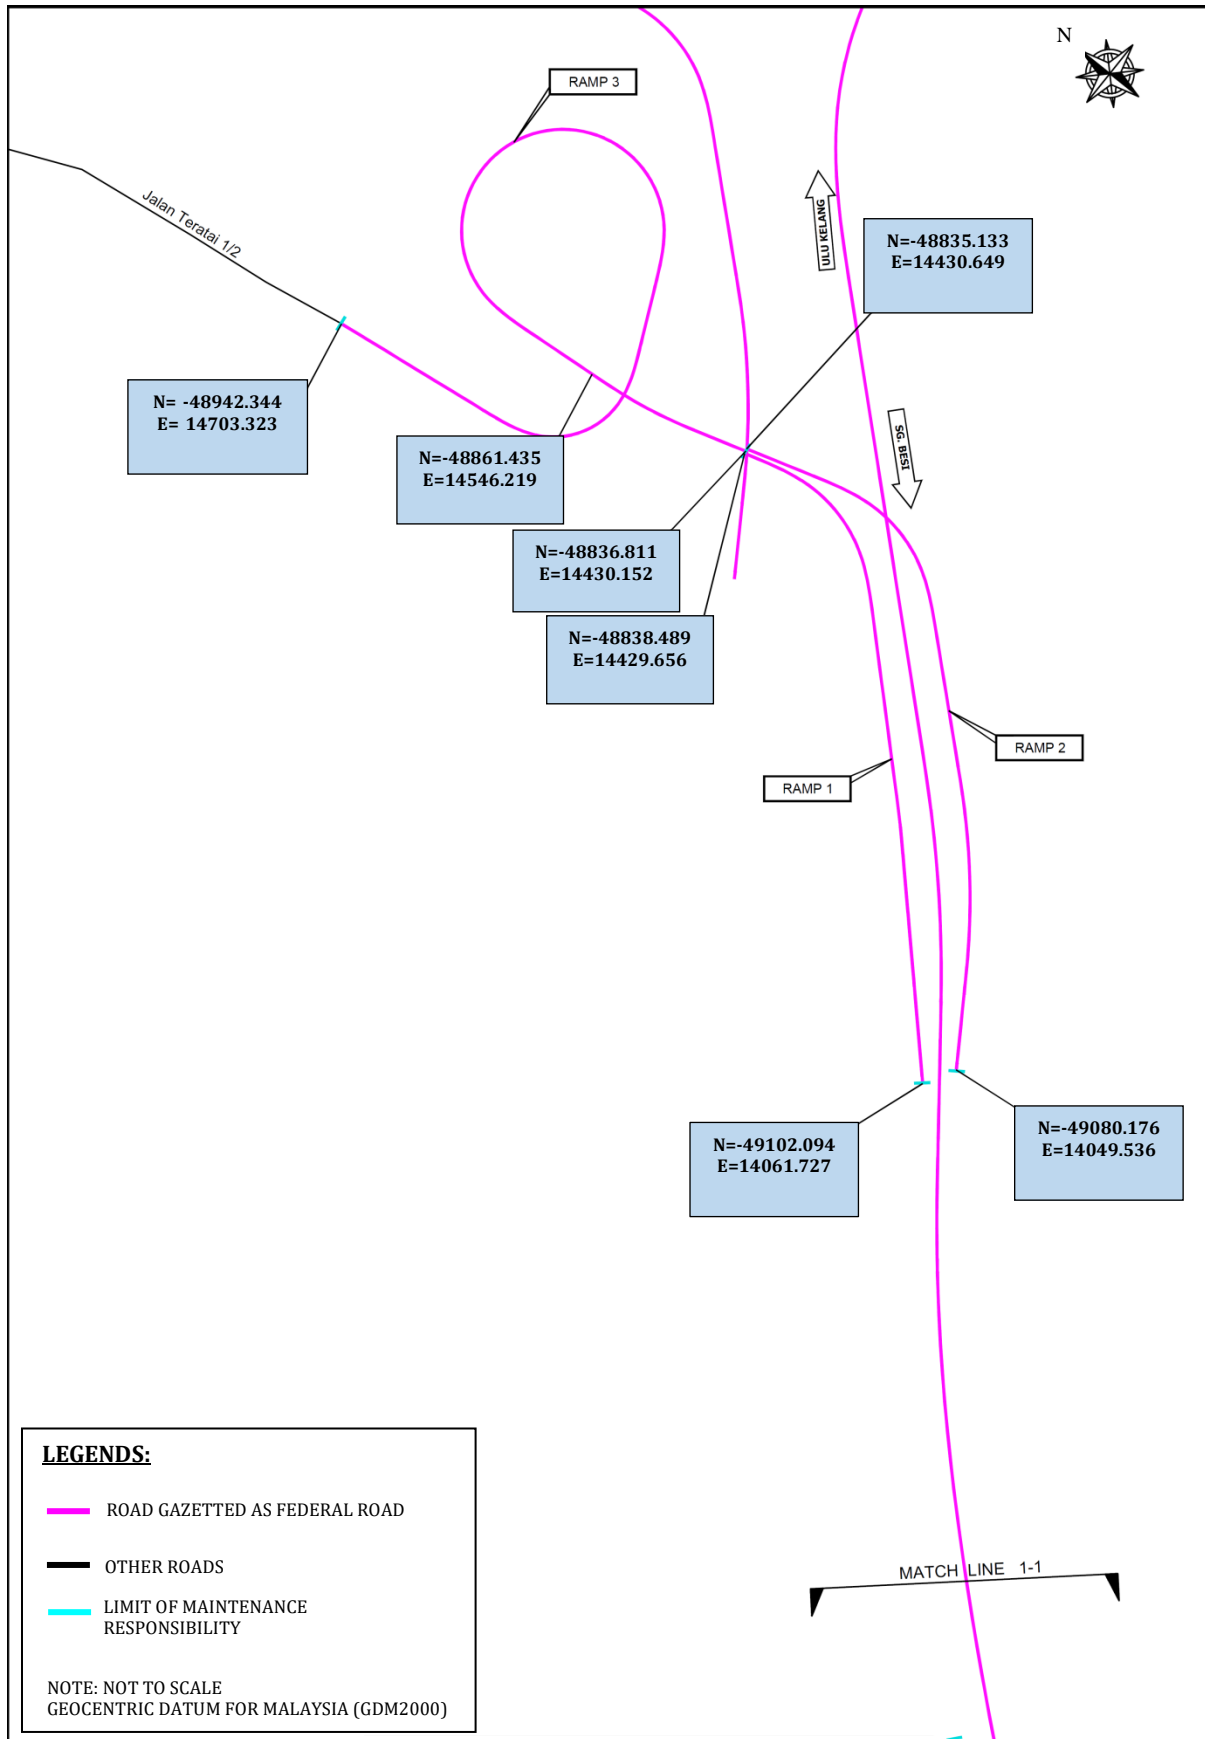 N
RAMP 3
Jalan Teratai 1/2
ULU KELANG
N=-48835.133
E=14430.649
N= -48942.344
E= 14703.323
SG. BESI
N=-48861.435
E=14546.219
N=-48836.811
E=14430.152
N=-48838.489
E=14429.656
RAMP 2
RAMP 1
N=-49102.094
E=14061.727
N=-49080.176
E=14049.536
LEGENDS:
ROAD GAZETTED AS FEDERAL ROAD
OTHER ROADS
LIMIT OF MAINTENANCE
RESPONSIBILITY
NOTE: NOT TO SCALE
GEOCENTRIC DATUM FOR MALAYSIA (GDM2000)
MATCH LINE 1-1